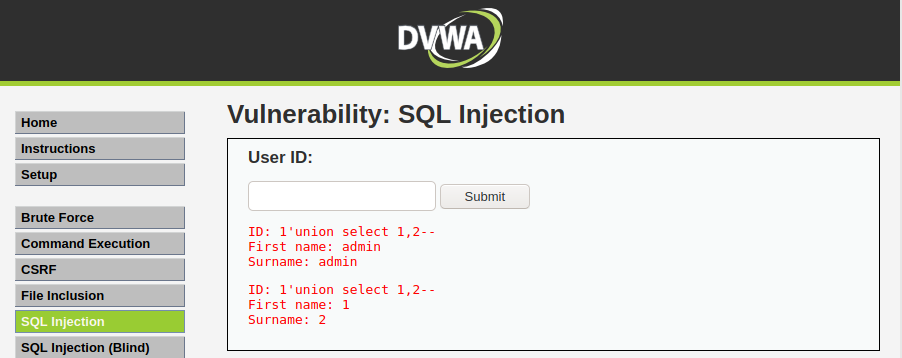 DVWA
Vulnerability: SQL Injection
Home
Instructions
Setup
Brute Force
Command Execution
CSRF
File Inclusion
SQL Injection
SQL Injection (Blind)
User ID:
Submit
ID: 1'union select 1,2--
First name: admin
Surname: admin
ID: 1'union select 1,2--
First name: 1
Surname: 2